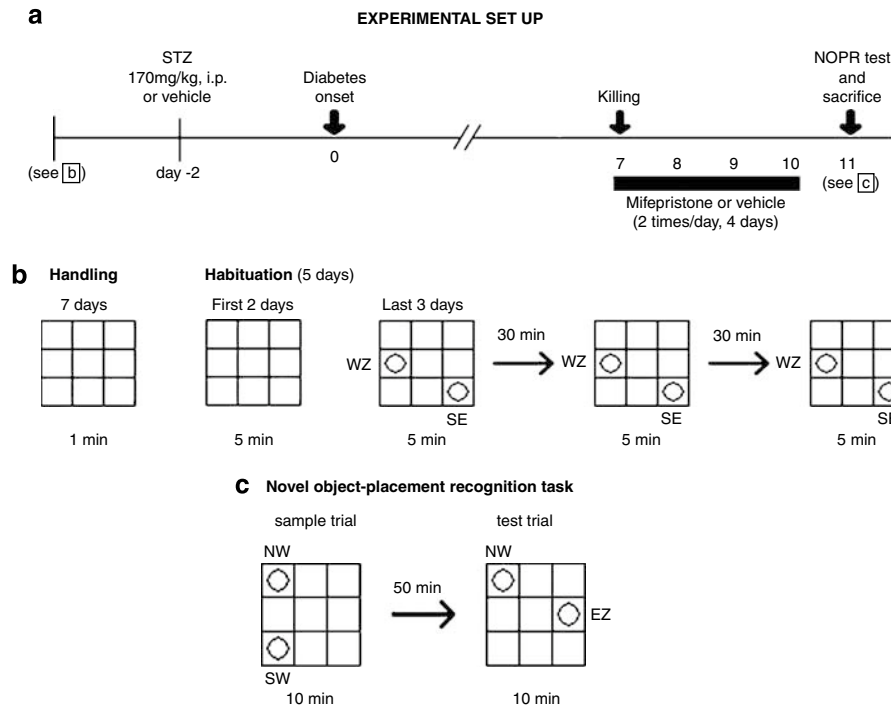 a
EXPERIMENTAL SET UP
STZ
170mg/kg, i.p.
or vehicle
Diabetes
onset
Killing
NOPR test
and
sacrifice
(see b)
day -2
0
7 8 9 10 11
(see c)
Mifepristone or vehicle
(2 times/day, 4 days)
b Handling Habituation (5 days)
7 days First 2 days Last 3 days
30 min 30 min
WZ WZ WZ
SE SE SE
1 min 5 min 5 min 5 min 5 min
c Novel object-placement recognition task
sample trial test trial
NW NW
50 min
EZ
SW
10 min 10 min